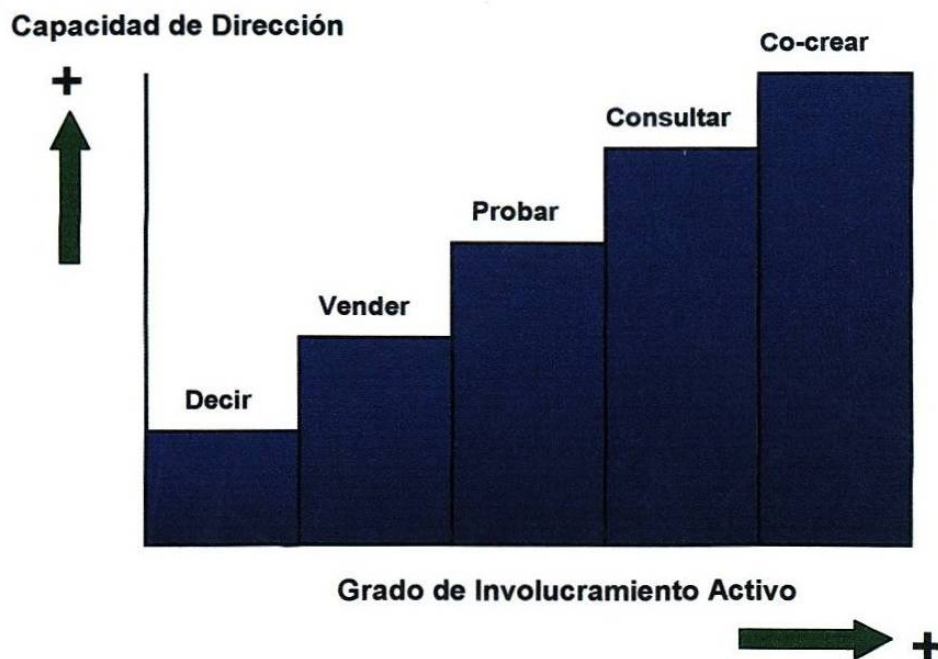 Capacidad de Dirección
+
Co-crear
Consultar
Probar
Vender
Decir
Grado de Involucramiento Activo
+